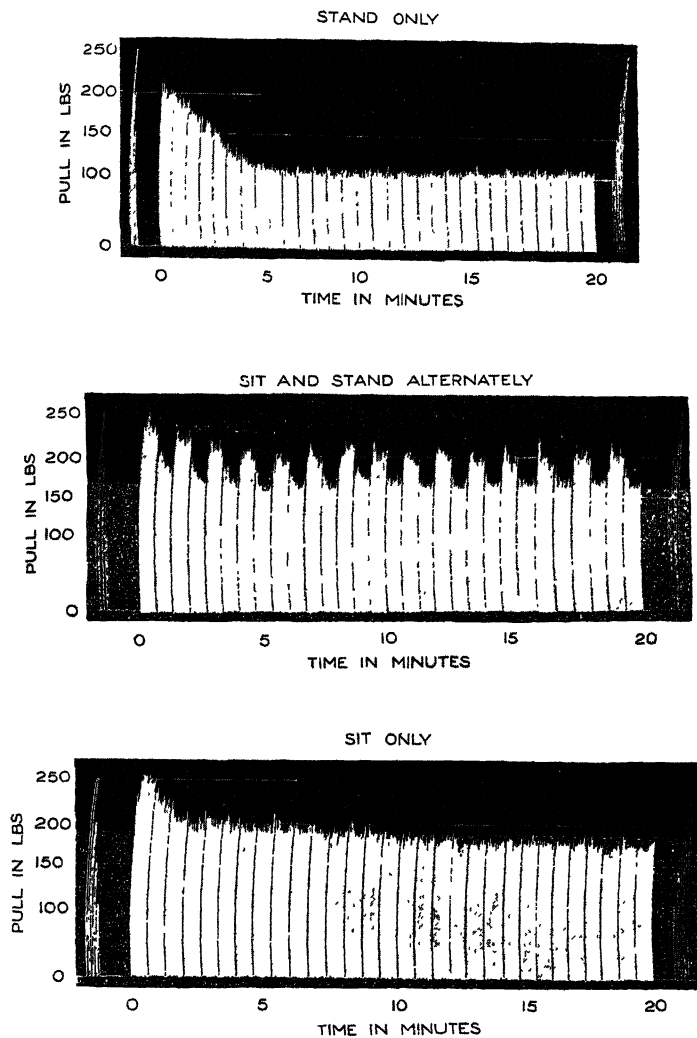 STAND ONLY
PULL IN LBS
250
200
150
100
0
0 5 10 15 20
TIME IN MINUTES
SIT AND STAND ALTERNATELY
PULL IN LBS
250
200
150
100
0
0 5 10 15 20
TIME IN MINUTES
SIT ONLY
PULL IN LBS
250
200
150
100
0
0 5 10 15 20
TIME IN MINUTES